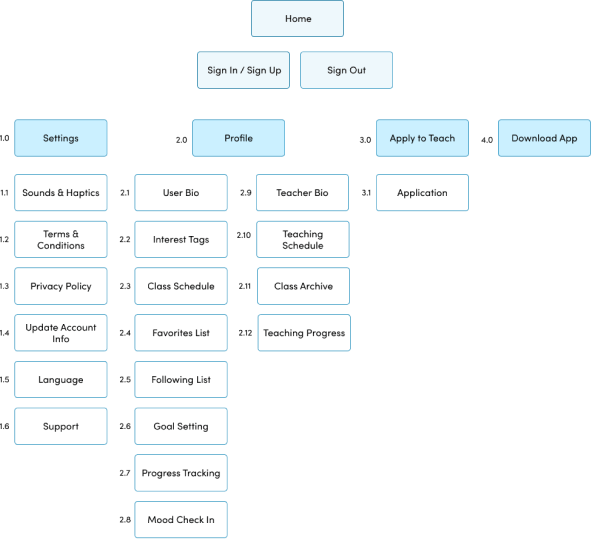 Home
Sign In / Sign Up
Sign Out
1.0 Settings
2.0 Profile
3.0 Apply to Teach
4.0 Download App
1.1 Sounds & Haptics
2.1 User Bio
2.9 Teacher Bio
3.1 Application
1.2 Terms &
Conditions
2.2 Interest Tags
2.10 Teaching
Schedule
1.3 Privacy Policy
2.3 Class Schedule
2.11 Class Archive
1.4 Update Account
Info
2.4 Favorites List
2.12 Teaching Progress
1.5 Language
2.5 Following List
1.6 Support
2.6 Goal Setting
2.7 Progress Tracking
2.8 Mood Check In